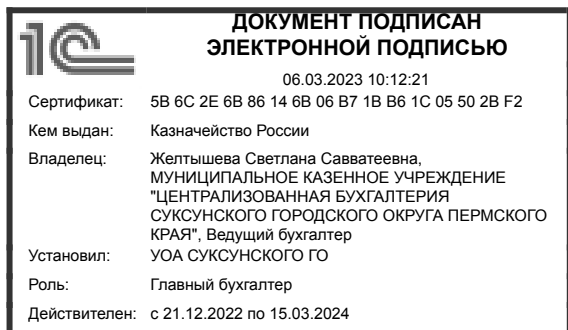 1С
ДОКУМЕНТ ПОДПИСАН
ЭЛЕКТРОННОЙ ПОДПИСЬЮ
06.03.2023 10:12:21
Сертификат: 5B 6C 2E 6B 86 14 6B 06 B7 1B B6 1C 05 50 2B F2
Кем выдан: Казначейство России
Владелец: Желтышева Светлана Савватеевна,
МУНИЦИПАЛЬНОЕ КАЗЕННОЕ УЧРЕЖДЕНИЕ
"ЦЕНТРАЛИЗОВАННАЯ БУХГАЛТЕРИЯ
СУКСУНСКОГО ГОРОДСКОГО ОКРУГА ПЕРМСКОГО
КРАЯ", Ведущий бухгалтер
Установил: УОА СУКСУНСКОГО ГО
Роль: Главный бухгалтер
Действителен: с 21.12.2022 по 15.03.2024